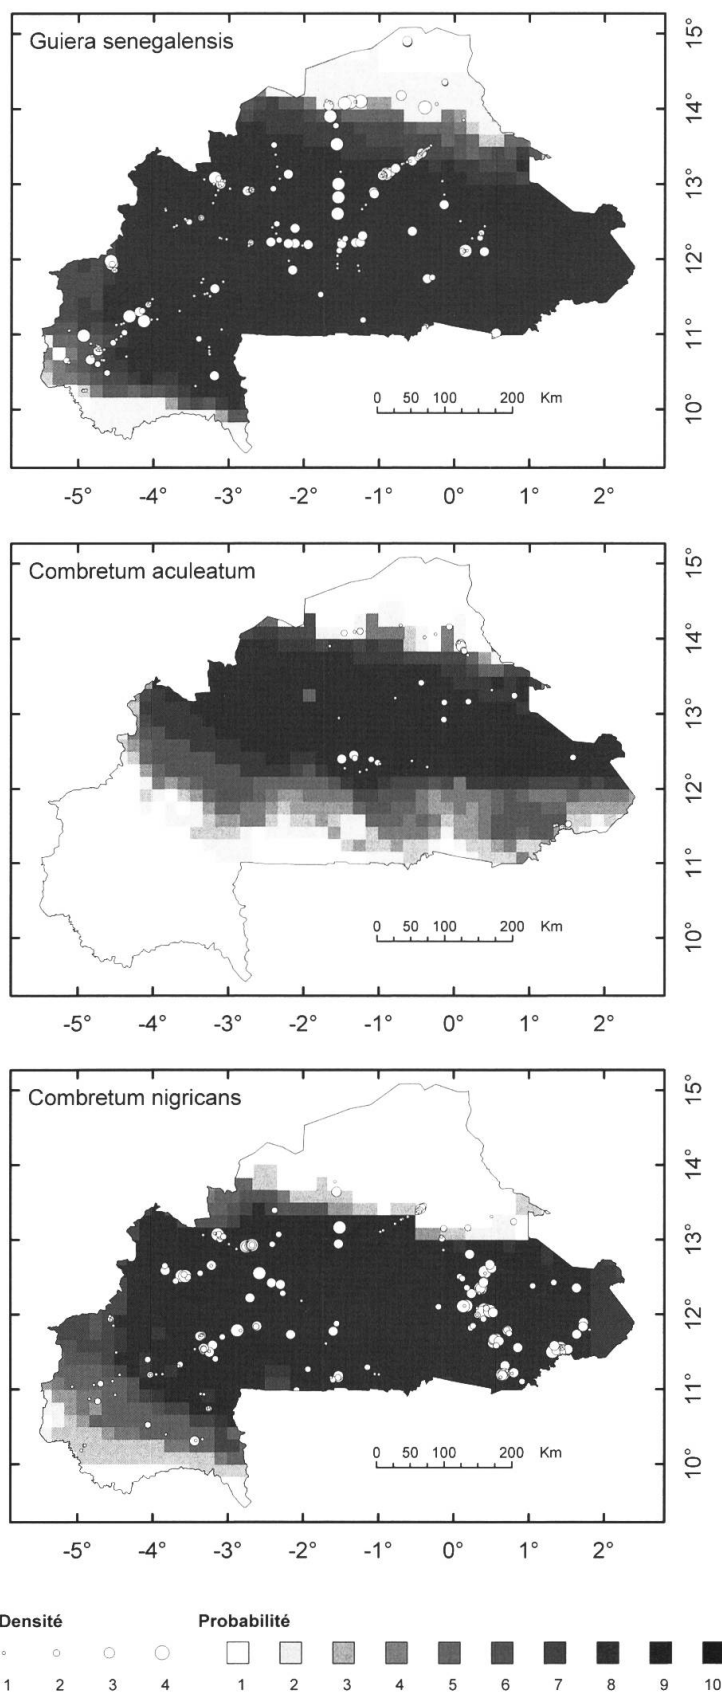 Guiera senegalensis
15°
14°
13°
12°
11°
10°
0 50 100 200 Km
-5° -4° -3° -2° -1° 0° 1° 2°
Combretum aculeatum
15°
14°
13°
12°
11°
10°
0 50 100 200 Km
-5° -4° -3° -2° -1° 0° 1° 2°
Combretum nigricans
15°
14°
13°
12°
11°
10°
0 50 100 200 Km
-5° -4° -3° -2° -1° 0° 1° 2°
Densité Probabilité
1 2 3 4 1 2 3 4 5 6 7 8 9 10